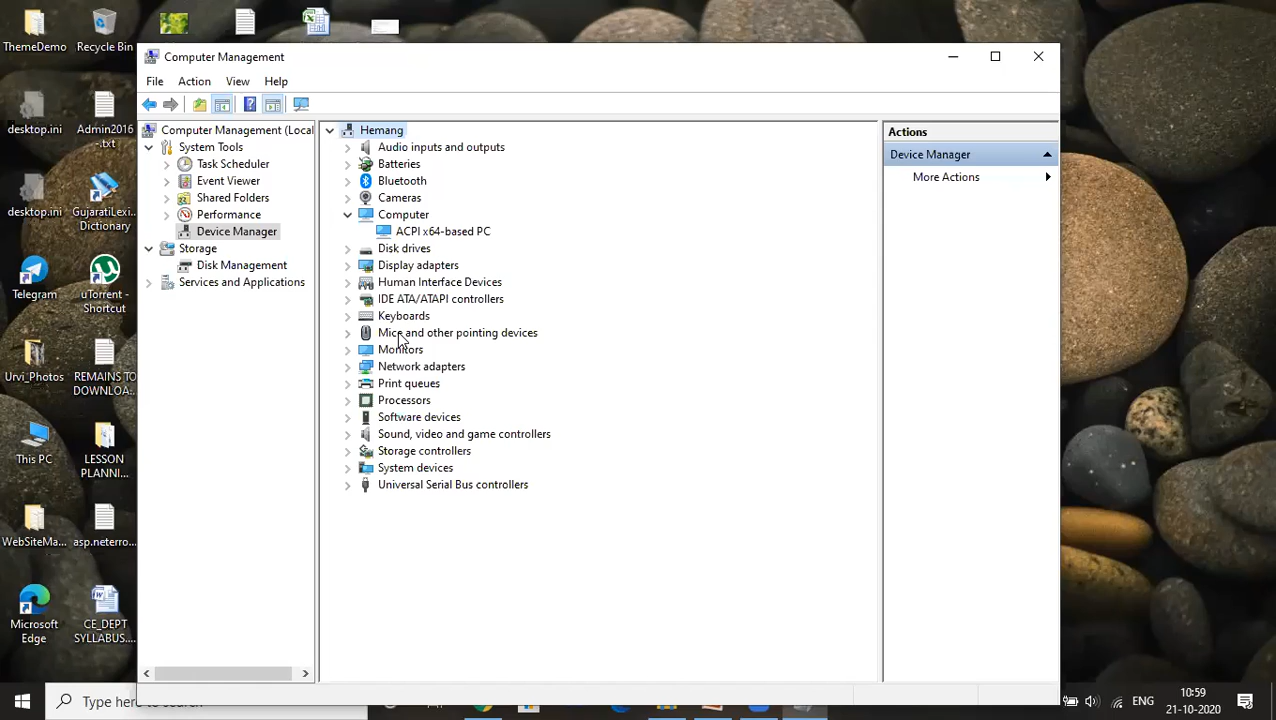 ThemeDemo
Recycle Bin
desktop.ini
Admin2016
-.txt
desktop.ini
GujaratiLexi...
Dictionary
Telegram
uTorrent -
Shortcut
Urvi_Photos
REMAINS TO
DOWNLOA:...
This PC
LESSON
PLANNI...
WebSiteMa...
asp.neterro...
Microsoft
Edge
CE_DEPT
SYLLABUS...
Computer Management
File Action View Help
Computer Management (Local
System Tools
Task Scheduler
Event Viewer
Shared Folders
Performance
Device Manager
Storage
Disk Management
Services and Applications
Hemang
Audio inputs and outputs
Batteries
Bluetooth
Cameras
Computer
ACPI x64-based PC
Disk drives
Display adapters
Human Interface Devices
IDE ATA/ATAPI controllers
Keyboards
Mice and other pointing devices
Monitors
Network adapters
Print queues
Processors
Software devices
Sound, video and game controllers
Storage controllers
System devices
Universal Serial Bus controllers
Actions
Device Manager
More Actions
Type here to search
ENG
10:59
21-10-2020